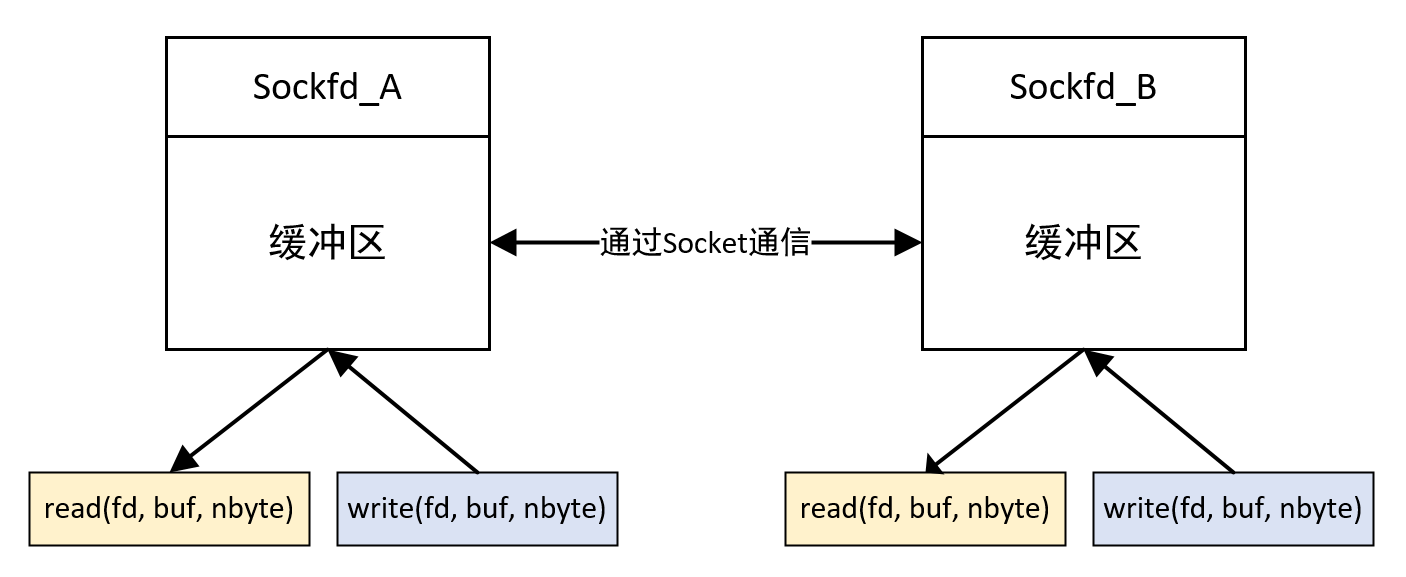 Sockfd_A
Sockfd_B
缓冲区
通过Socket通信
缓冲区
read(fd, buf, nbyte)
write(fd, buf, nbyte)
read(fd, buf, nbyte)
write(fd, buf, nbyte)